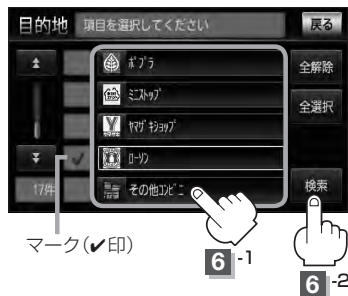 目的地 項目を選択してください 戻る
ポプラ
全解除
ミニストップ
全選択
ヤマザキショップ
ローソン
その他コンビニ
17件
検索
マーク(✔印)
6-1
6-2